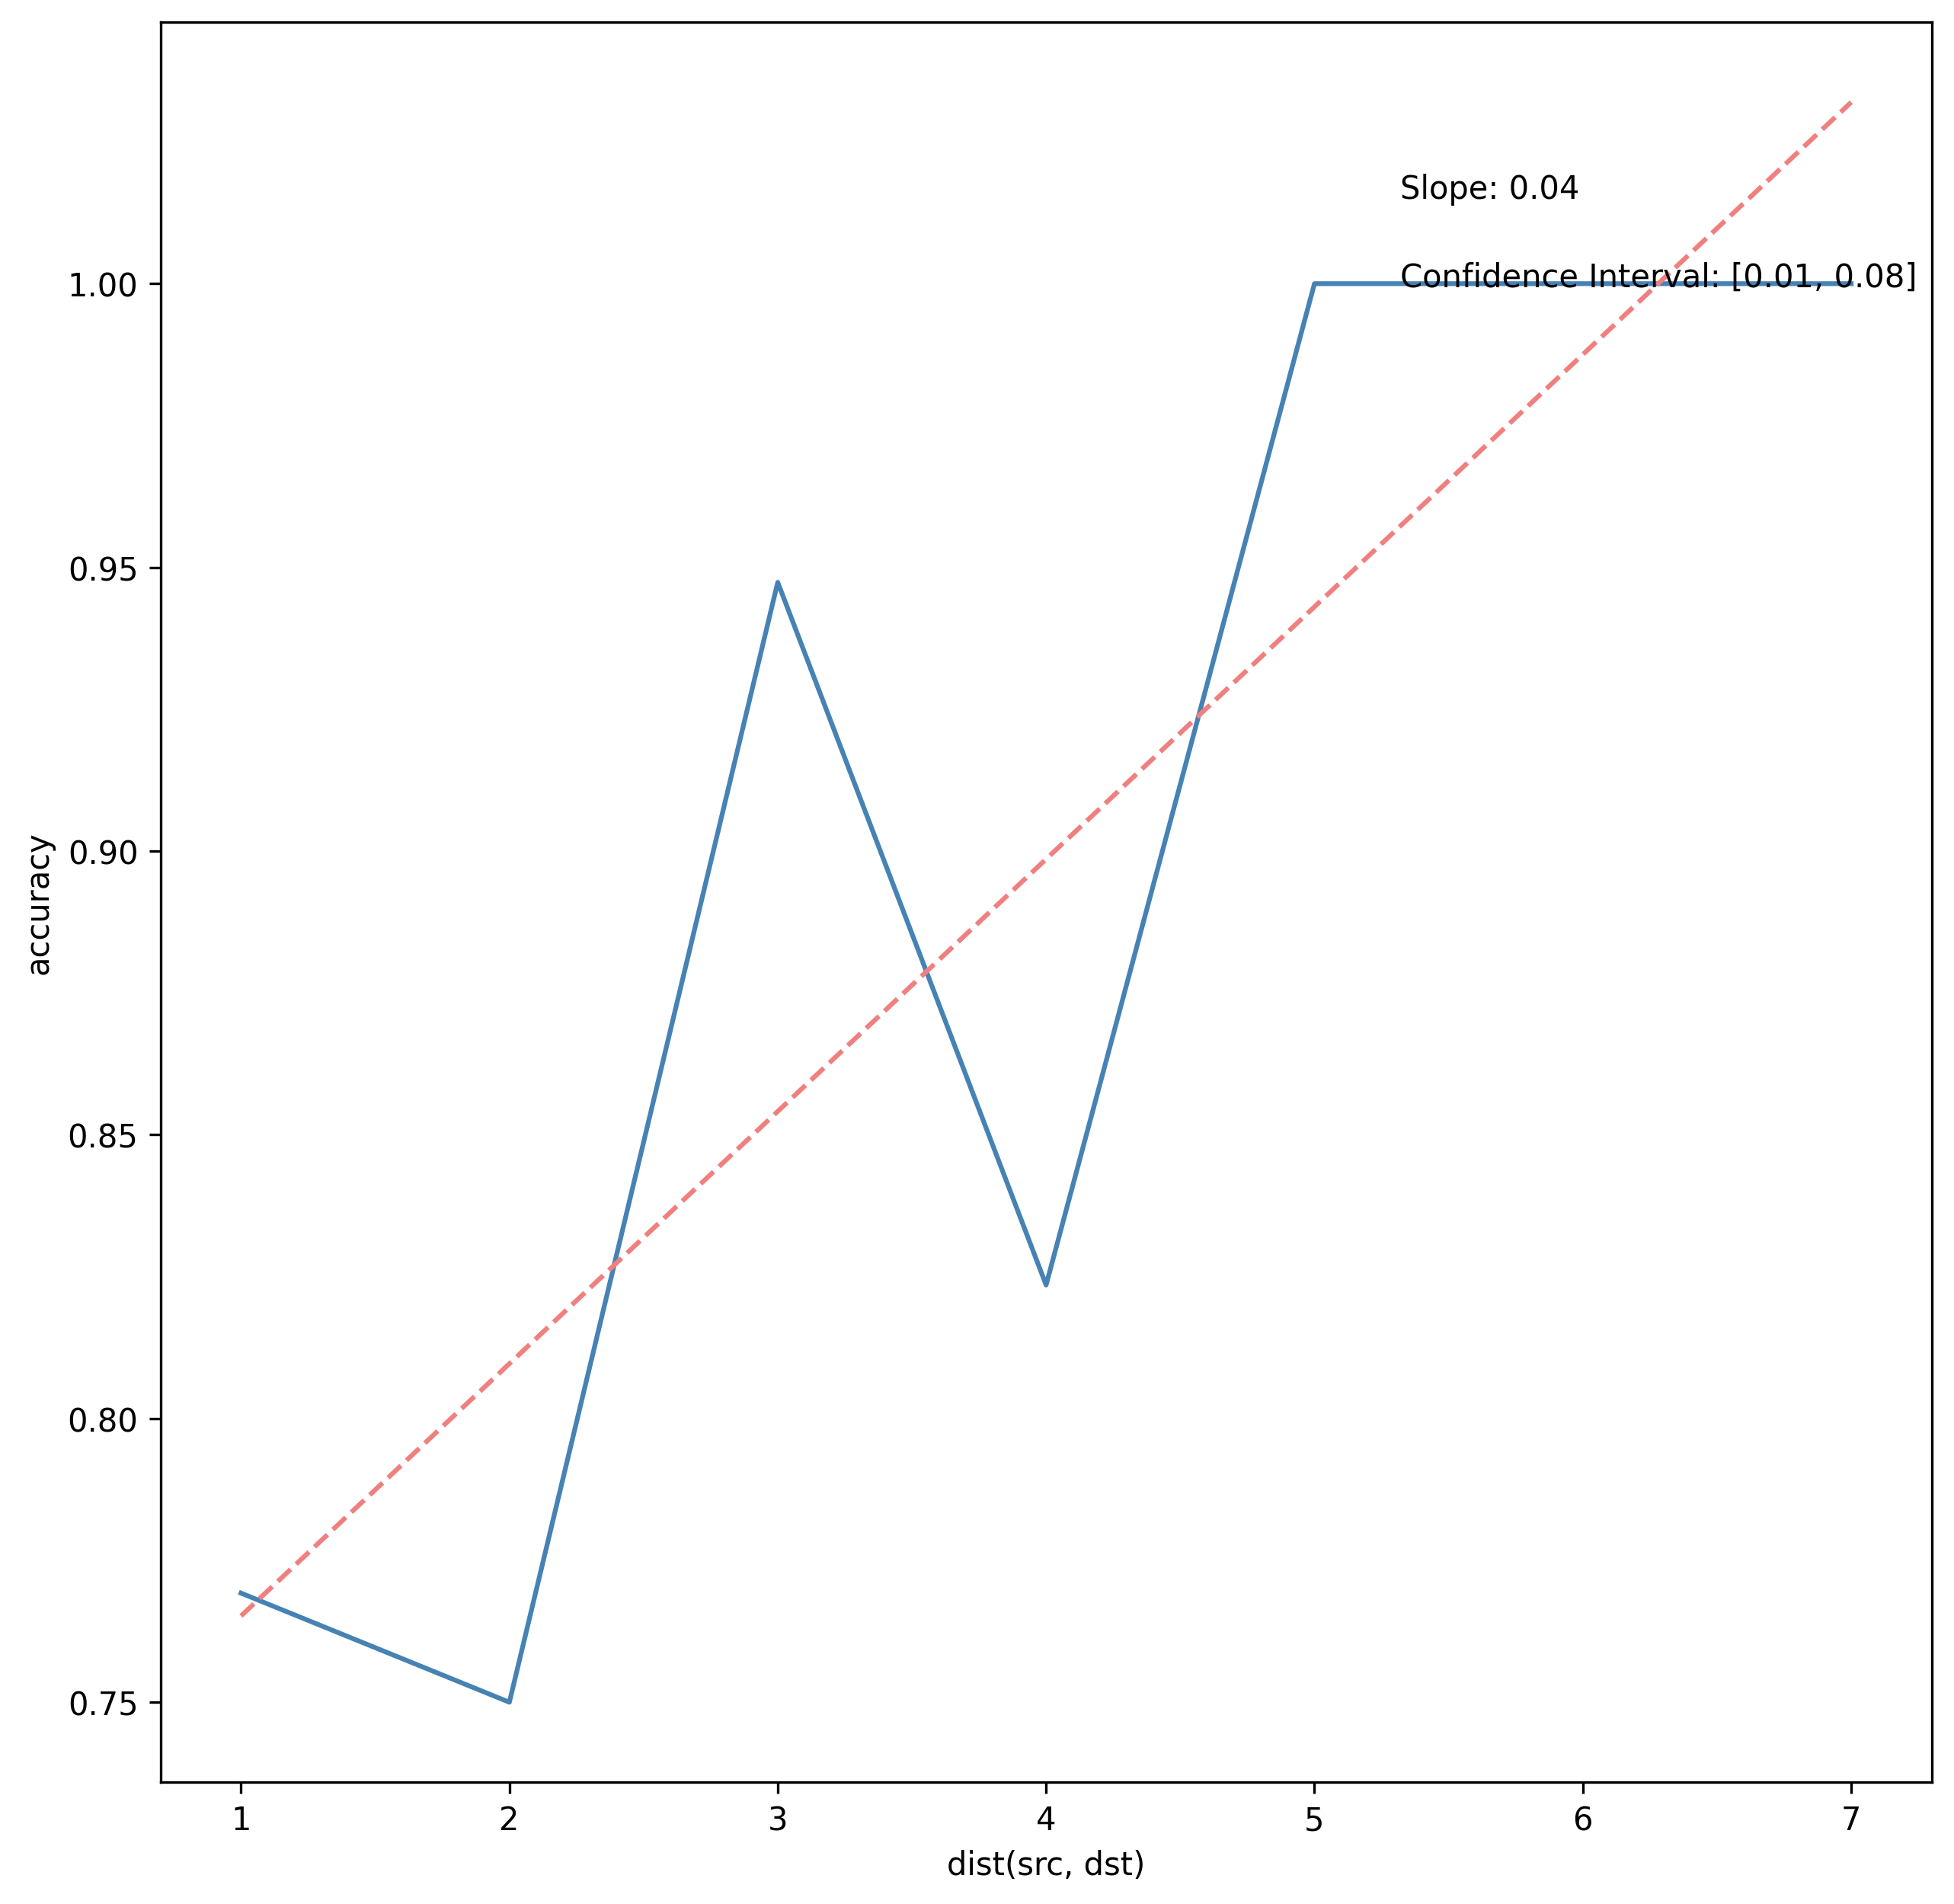 Slope: 0.04
Confidence Interval: [0.01, 0.08]
1.00
0.95
0.90
0.85
0.80
0.75
accuracy
1 2 3 4 5 6 7
dist(src, dst)